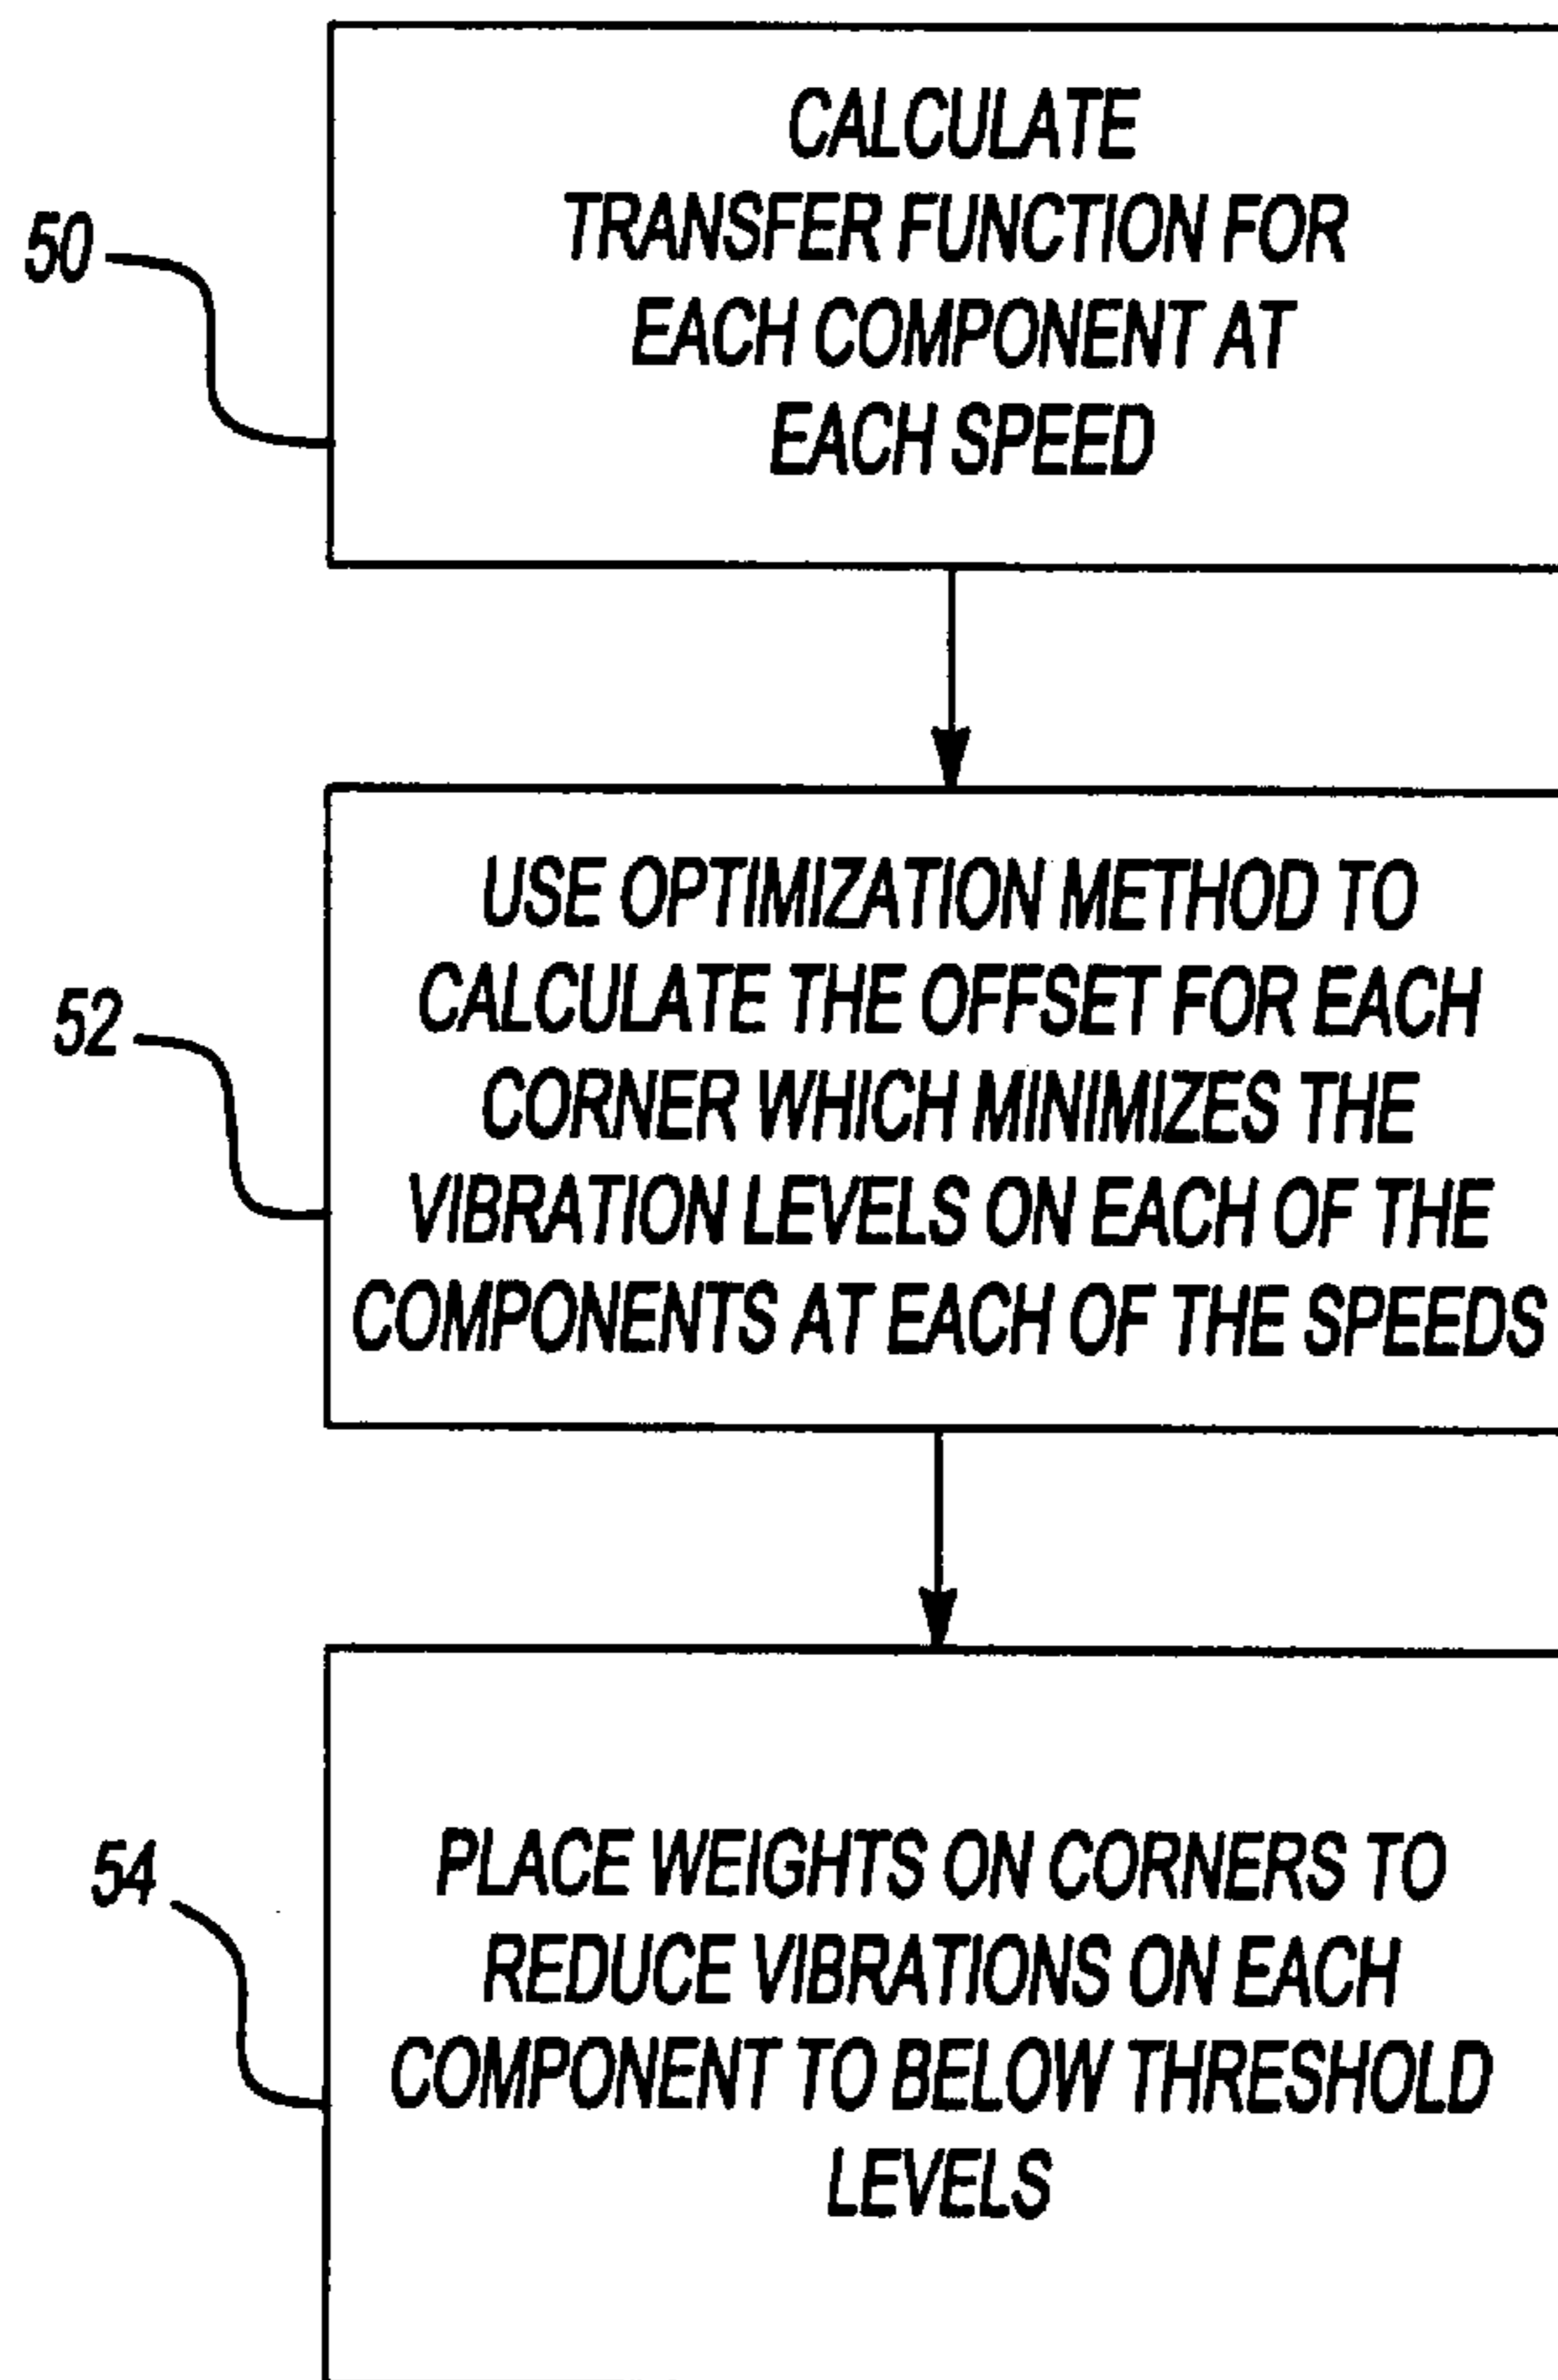 50
CALCULATE
TRANSFER FUNCTION FOR
EACH COMPONENT AT
EACH SPEED
52
USE OPTIMIZATION METHOD TO
CALCULATE THE OFFSET FOR EACH
CORNER WHICH MINIMIZES THE
VIBRATION LEVELS ON EACH OF THE
COMPONENTS AT EACH OF THE SPEEDS
54
PLACE WEIGHTS ON CORNERS TO
REDUCE VIBRATIONS ON EACH
COMPONENT TO BELOW THRESHOLD
LEVELS